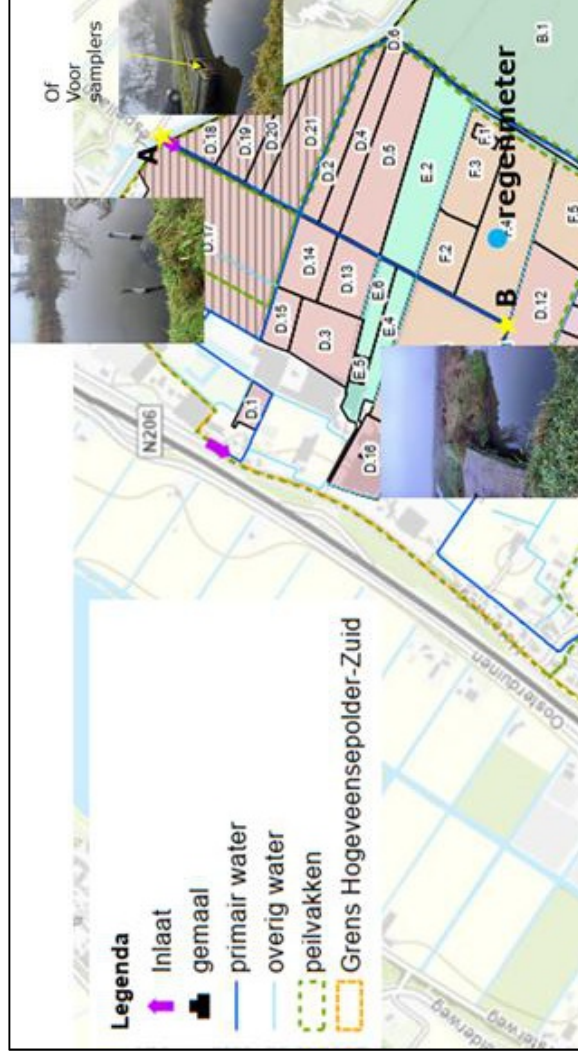 Legenda
Inlaat
gemaal
primair water
overig water
peilvakken
Grens Hogeveensepolder-Zuid
N206
Oosterduinen
Of
Voor
samplers
A
B
regenmeter
D.1
D.2
D.3
D.4
D.5
D.6
D.12
D.13
D.14
D.15
D.16
D.17
D.18
D.19
D.20
D.21
E.2
E.4
E.5
E.6
F.1
F.2
F.3
F.5
B.1